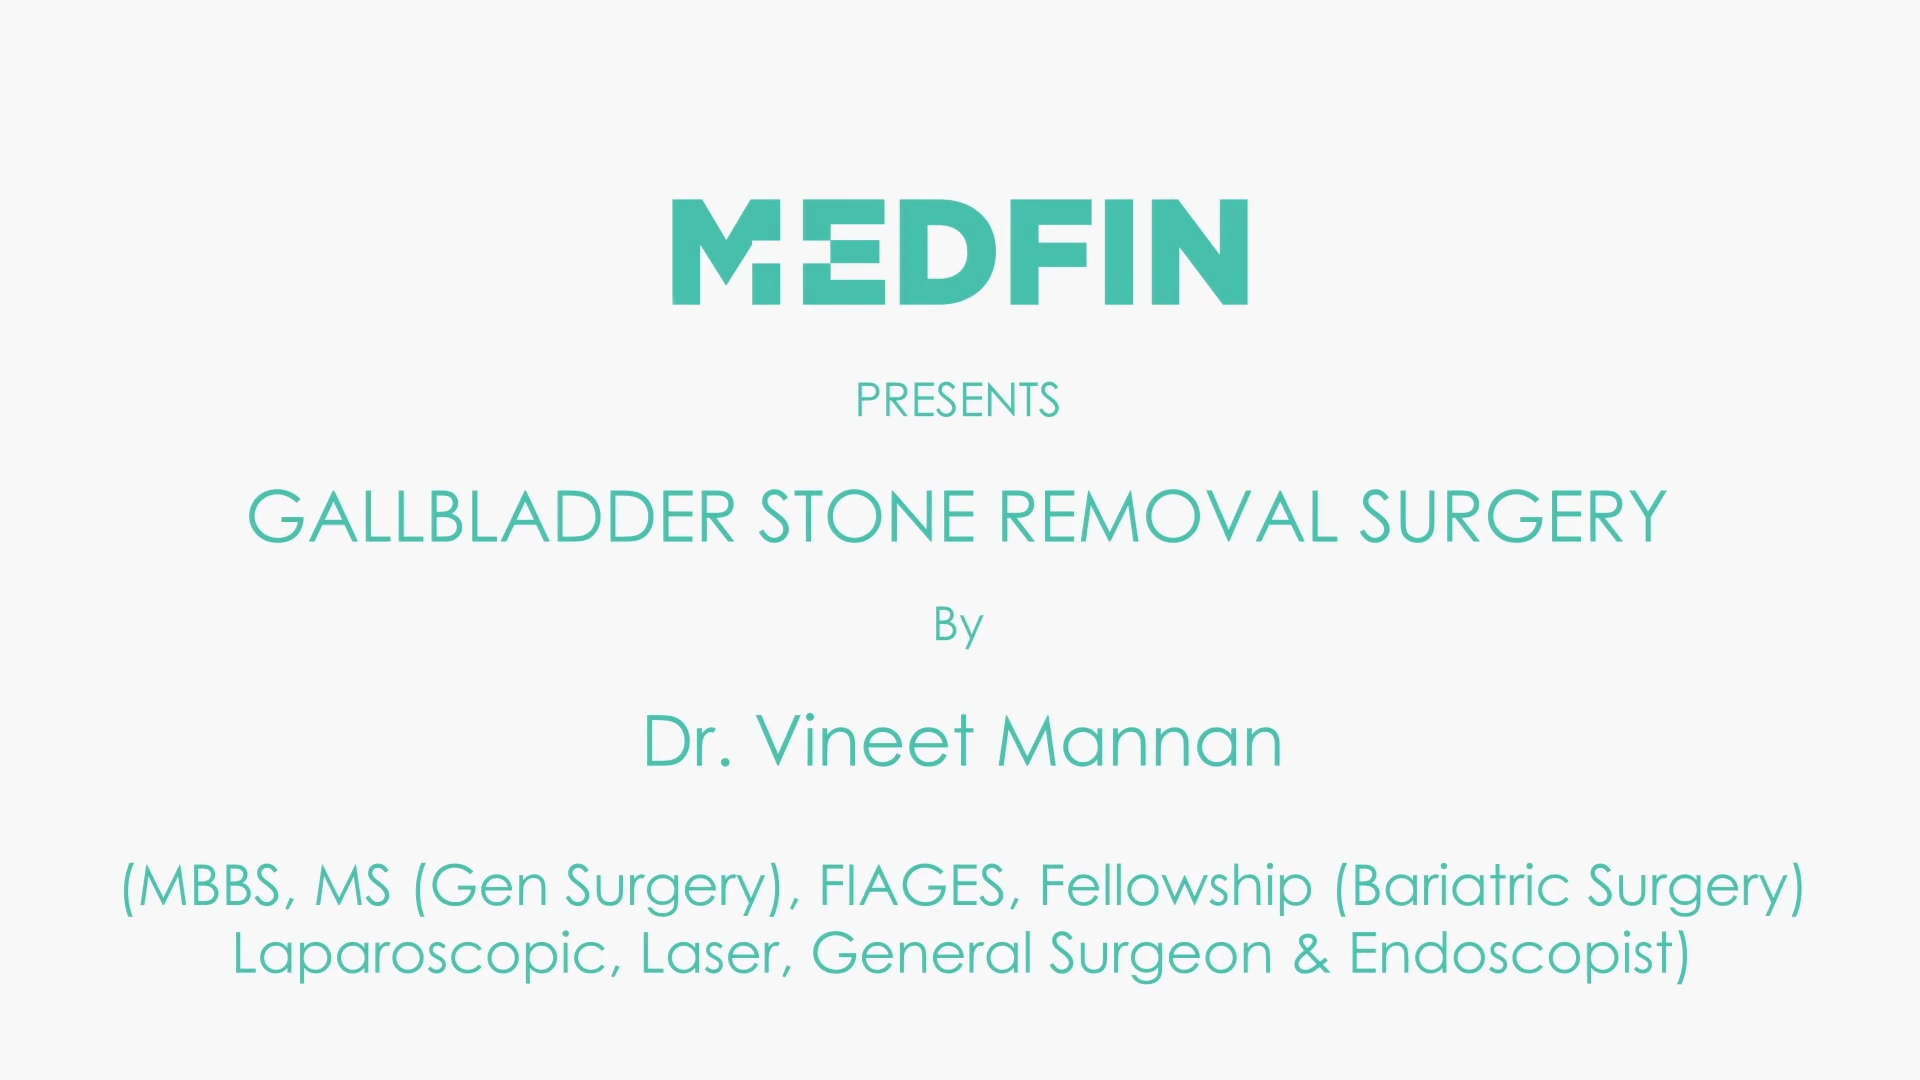 MEDFIN
PRESENTS
GALLBLADDER STONE REMOVAL SURGERY
By
Dr. Vineet Mannan
(MBBS, MS (Gen Surgery), FIAGES, Fellowship (Bariatric Surgery)
Laparoscopic, Laser, General Surgeon & Endoscopist)